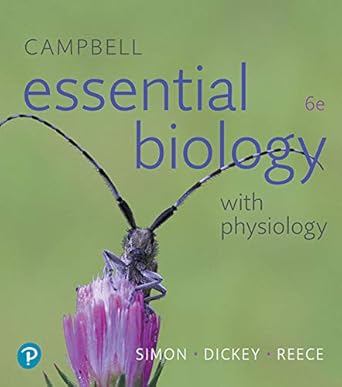 CAMPBELL
essential
biology
6e
with
physiology
SIMON · DICKEY · REECE
P